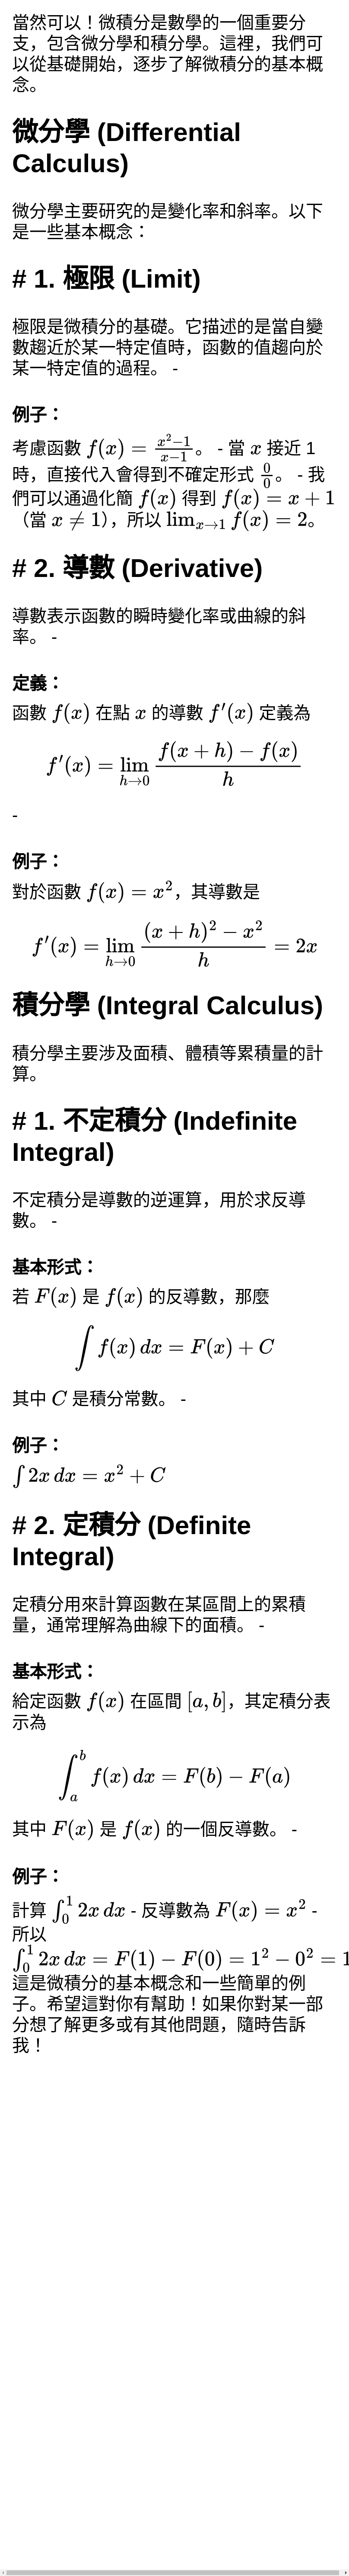 當然可以！微積分是數學的一個重要分
支，包含微分學和積分學。這裡，我們可
以從基礎開始，逐步了解微積分的基本概
念。
微分學 (Differential
Calculus)
微分學主要研究的是變化率和斜率。以下
是一些基本概念：
# 1. 極限 (Limit)
極限是微積分的基礎。它描述的是當自變
數趨近於某一特定值時，函數的值趨向於
某一特定值的過程。 -
例子：
考慮函數 $f(x) = \frac{x^2-1}{x-1}$。 - 當 $x$ 接近 1
時，直接代入會得到不確定形式 $\frac{0}{0}$。 - 我
們可以通過化簡 $f(x)$ 得到 $f(x) = x + 1$
（當 $x \neq 1$），所以 $\lim_{x \to 1} f(x) = 2$。
# 2. 導數 (Derivative)
導數表示函數的瞬時變化率或曲線的斜
率。 -
定義：
函數 $f(x)$ 在點 $x$ 的導數 $f'(x)$ 定義為
$f'(x) = \lim_{h \to 0} \frac{f(x+h) - f(x)}{h}$
-
例子：
對於函數 $f(x) = x^2$，其導數是
$f'(x) = \lim_{h \to 0} \frac{(x+h)^2 - x^2}{h} = 2x$
積分學 (Integral Calculus)
積分學主要涉及面積、體積等累積量的計
算。
# 1. 不定積分 (Indefinite
Integral)
不定積分是導數的逆運算，用於求反導
數。 -
基本形式：
若 $F(x)$ 是 $f(x)$ 的反導數，那麼
$\int f(x) \, dx = F(x) + C$
其中 $C$ 是積分常數。 -
例子：
$\int 2x \, dx = x^2 + C$
# 2. 定積分 (Definite
Integral)
定積分用來計算函數在某區間上的累積
量，通常理解為曲線下的面積。 -
基本形式：
給定函數 $f(x)$ 在區間 $[a, b]$，其定積分表
示為
$\int_a^b f(x) \, dx = F(b) - F(a)$
其中 $F(x)$ 是 $f(x)$ 的一個反導數。 -
例子：
計算 $\int_0^1 2x \, dx$ - 反導數為 $F(x) = x^2$ -
所以
$\int_0^1 2x \, dx = F(1) - F(0) = 1^2 - 0^2 = 1$
這是微積分的基本概念和一些簡單的例
子。希望這對你有幫助！如果你對某一部
分想了解更多或有其他問題，隨時告訴
我！